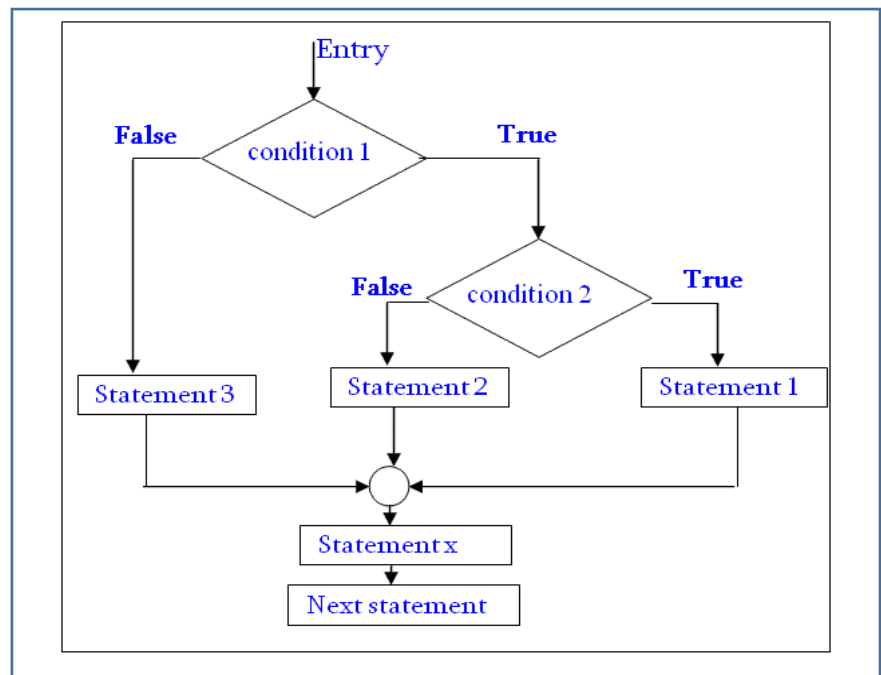 Entry
False
True
condition 1
False
True
condition 2
Statement 3
Statement 2
Statement 1
Statement x
Next statement